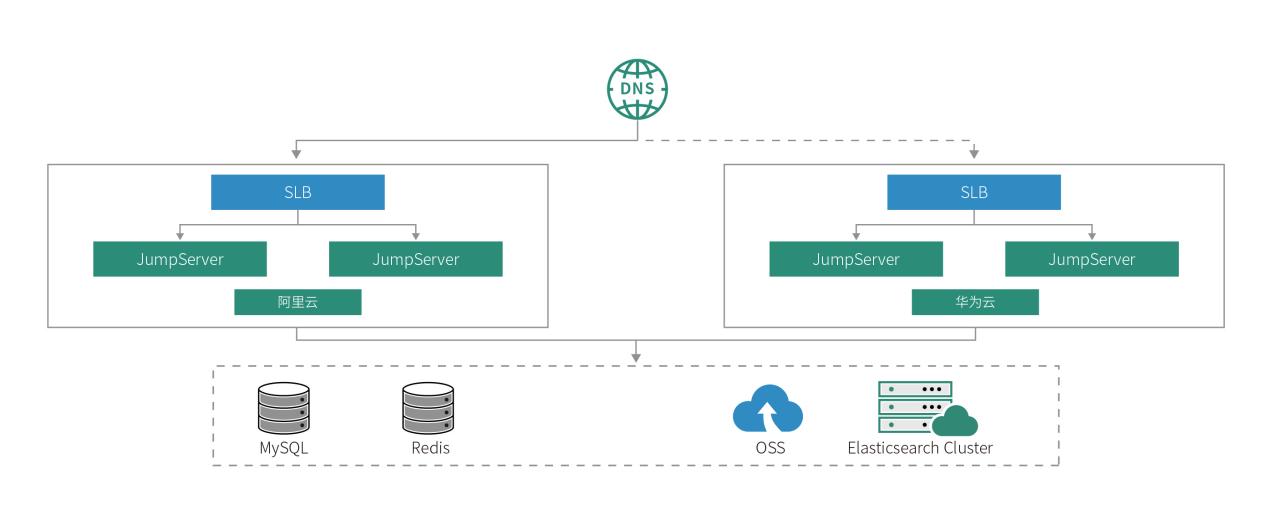 DNS
SLB
SLB
JumpServer
JumpServer
JumpServer
JumpServer
阿里云
华为云
MySQL
Redis
OSS
Elasticsearch Cluster